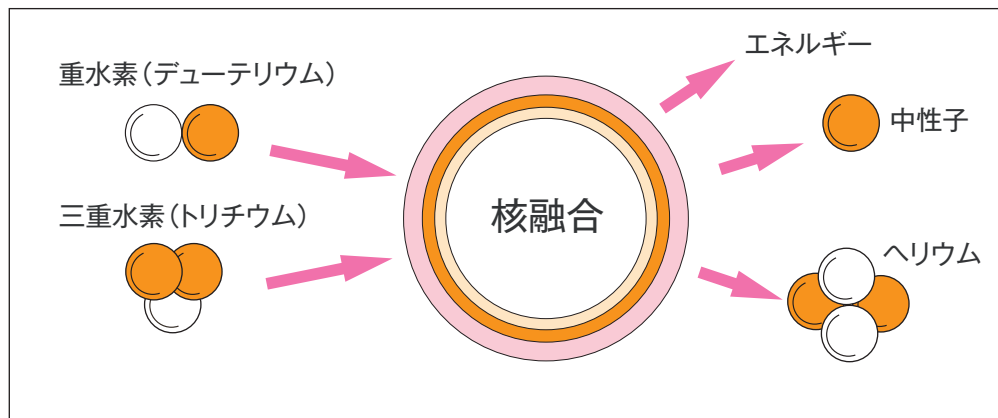 重水素（デューテリウム）
三重水素（トリチウム）
核融合
エネルギー
中性子
ヘリウム